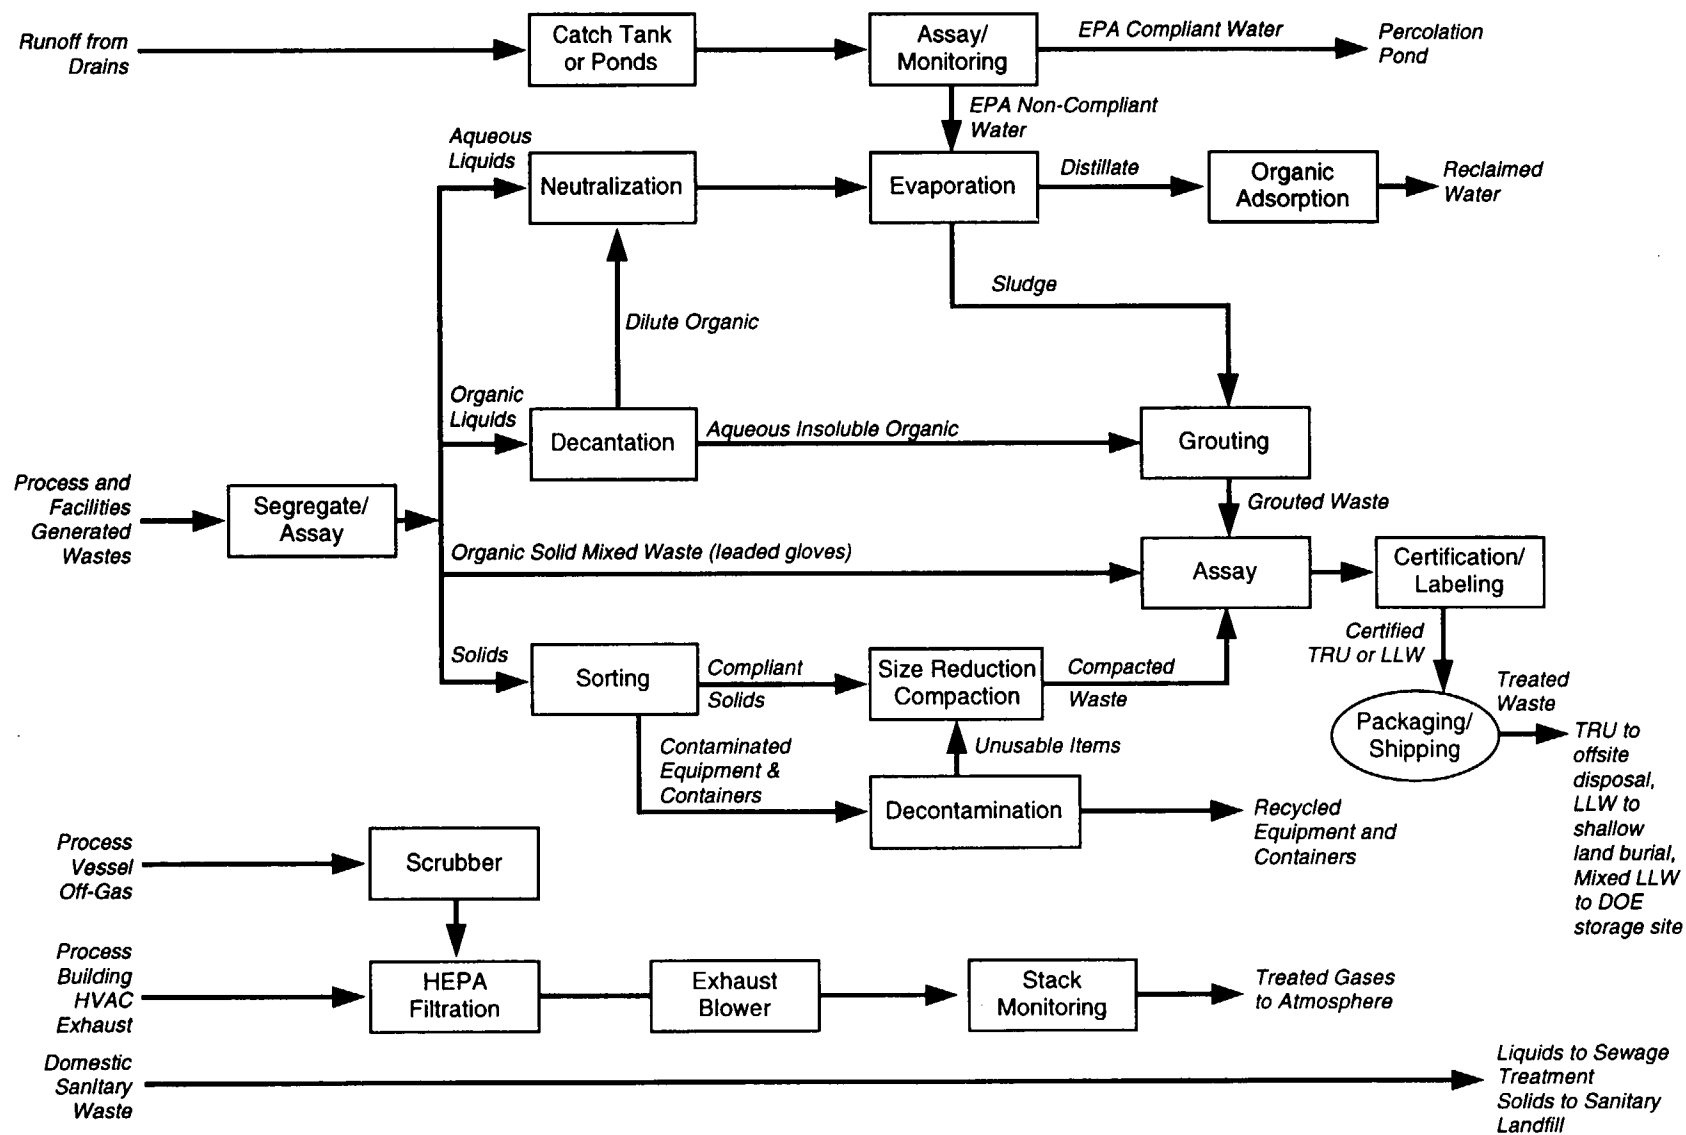 Runoff from
Drains
Catch Tank
or Ponds
Assay/
Monitoring
EPA Compliant Water
Percolation
Pond
EPA Non-Compliant
Water
Aqueous
Liquids
Neutralization
Evaporation
Distillate
Organic
Adsorption
Reclaimed
Water
Sludge
Dilute Organic
Organic
Liquids
Decantation
Aqueous Insoluble Organic
Grouting
Process and
Facilities
Generated
Wastes
Segregate/
Assay
Grouted Waste
Organic Solid Mixed Waste (leaded gloves)
Assay
Certification/
Labeling
Certified
TRU or LLW
Solids
Sorting
Compliant
Solids
Size Reduction
Compaction
Compacted
Waste
Treated
Waste
Packaging/
Shipping
TRU to
offsite
disposal,
LLW to
shallow
land burial,
Mixed LLW
to DOE
storage site
Contaminated
Equipment &
Containers
Unusable Items
Decontamination
Recycled
Equipment and
Containers
Process
Vessel
Off-Gas
Scrubber
Process
Building
HVAC
Exhaust
HEPA
Filtration
Exhaust
Blower
Stack
Monitoring
Treated Gases
to Atmosphere
Domestic
Sanitary
Waste
Liquids to Sewage
Treatment
Solids to Sanitary
Landfill